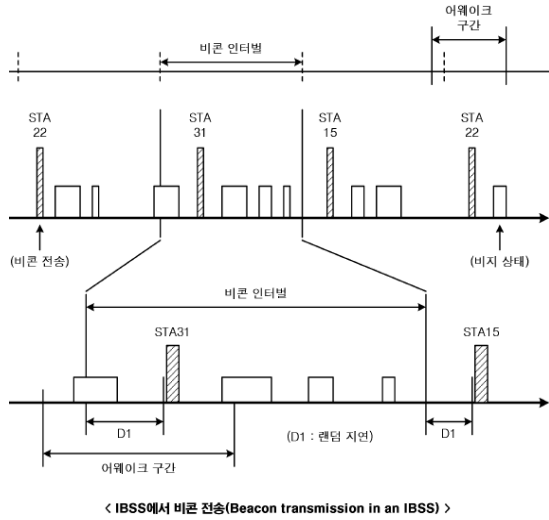 어웨이크
구간
비콘 인터벌
STA
22
STA
31
STA
15
STA
22
(비콘 전송)
(비지 상태)
비콘 인터벌
STA31
STA15
D1
(D1 : 랜덤 지연)
D1
어웨이크 구간
< IBSS에서 비콘 전송(Beacon transmission in an IBSS) >